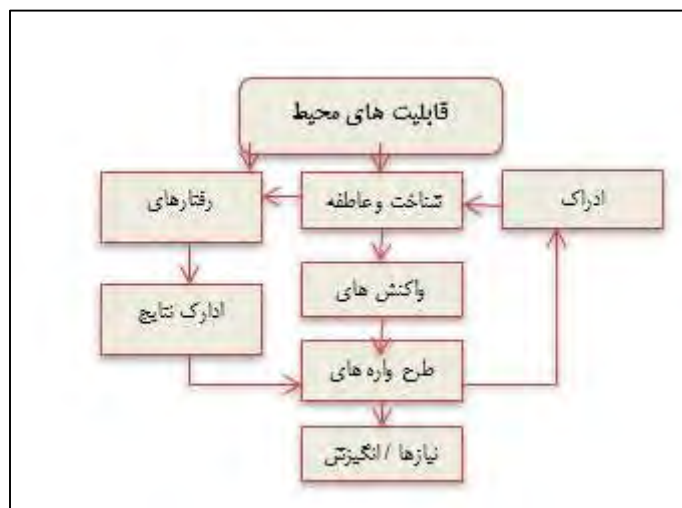 قابلیت های محیط
ادراک
شناخت وعاطفه
رفتارهای
واکنش های
ادارک نتایج
طرح واره های
نیازها / انگیزش